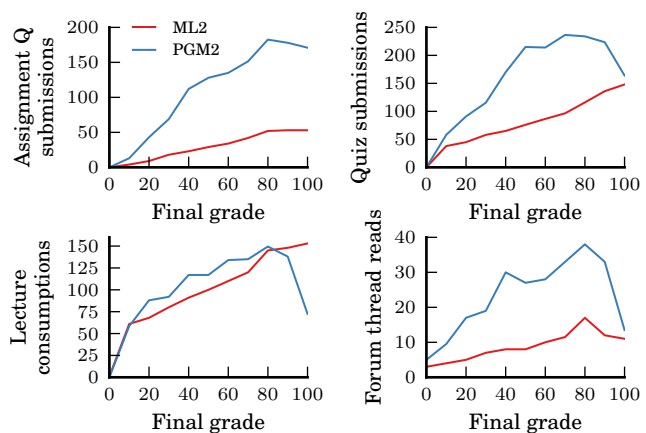 Assignment Q
submissions
200
150
100
50
0
ML2
PGM2
0 20 40 60 80 100
Final grade
Quiz submissions
250
200
150
100
50
0
0 20 40 60 80 100
Final grade
Lecture
consumptions
150
125
100
75
50
25
0
0 20 40 60 80 100
Final grade
Forum thread reads
40
30
20
10
0
0 20 40 60 80 100
Final grade